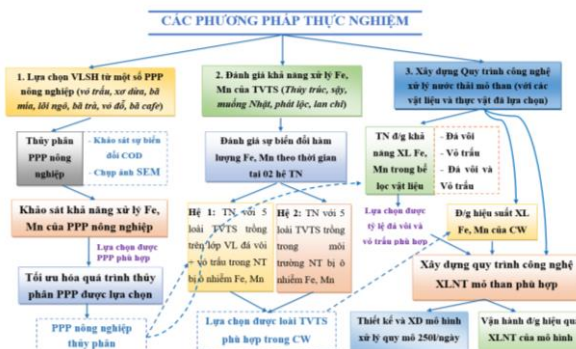 CÁC PHƯƠNG PHÁP THỰC NGHIỆM
1. Lựa chọn VLSH từ một số PPP
nông nghiệp (vỏ trấu, xơ dừa, bã
mía, lõi ngô, bã trà, vỏ đỗ, bã cafe)
Thủy phân
PPP nông
nghiệp
- Khảo sát sự biến
đổi COD
- Chụp ảnh SEM
Khảo sát khả năng xử lý Fe,
Mn của PPP nông nghiệp
Lựa chọn được
PPP phù hợp
Tối ưu hóa quá trình thủy
phân PPP được lựa chọn
PPP nông nghiệp
thủy phân
2. Đánh giá khả năng xử lý Fe,
Mn của TVTS (Thủy trúc, sậy,
muống Nhật, phát lộc, lan chi)
Đánh giá sự biến đổi hàm
lượng Fe, Mn theo thời gian
tại 02 hệ TN
Hệ 1: TN với 5
loài TVTS trồng
trên lớp VL đá vôi
+ vỏ trấu trong NT
bị ô nhiễm Fe, Mn
Hệ 2: TN với 5
loài TVTS trồng
trong môi
trường NT bị ô
nhiễm Fe, Mn
Lựa chọn được loài TVTS
phù hợp trong CW
3. Xây dựng Quy trình công nghệ
xử lý nước thải mỏ than (với các
vật liệu và thực vật đã lựa chọn)
TN đ/g khả
năng XL Fe,
Mn trong bể
lọc vật liệu
- Đá vôi
- Vỏ trấu
- Đá vôi và
Vỏ trấu
Lựa chọn được
tỷ lệ đá vôi và
vỏ trấu phù hợp
Đ/g hiệu suất XL
Fe, Mn của CW
Xây dựng quy trình công nghệ
XLNT mỏ than phù hợp
Thiết kế và XD mô hình
xử lý quy mô 250l/ngày
Vận hành đ/g hiệu quả
XLNT của mô hình